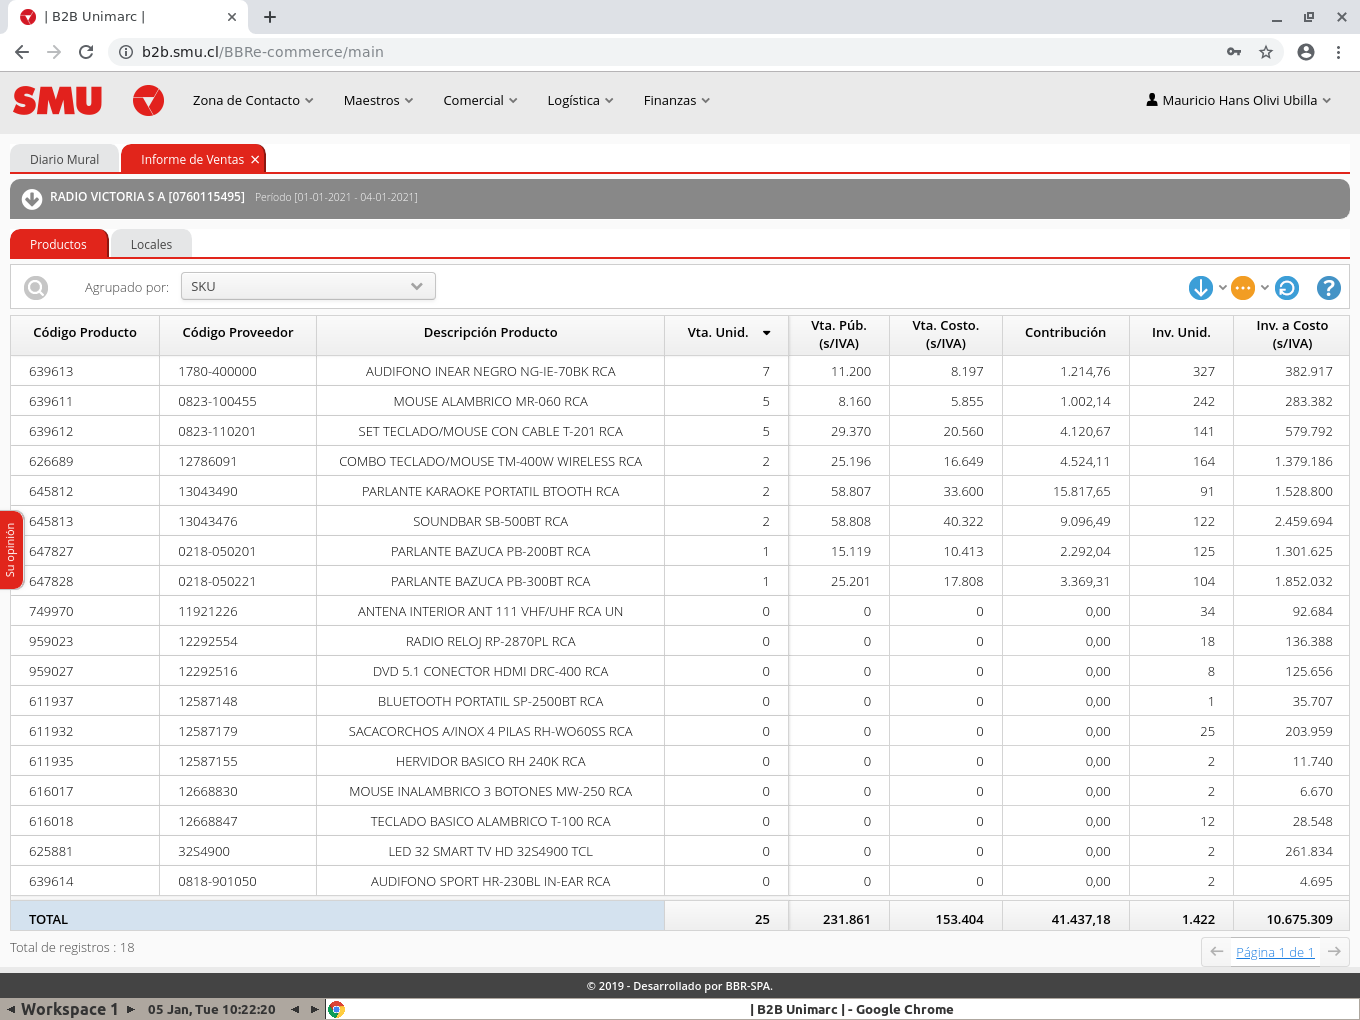 | B2B Unimarc |
b2b.smu.cl/BBRe-commerce/main
SMU Zona de Contacto Maestros Comercial Logística Finanzas Mauricio Hans Olivi Ubilla
Diario Mural Informe de Ventas
RADIO VICTORIA S A [0760115495] Período [01-01-2021 - 04-01-2021]
Productos Locales
Agrupado por: SKU
Código Producto Código Proveedor Descripción Producto Vta. Unid. Vta. Púb. (s/IVA) Vta. Costo. (s/IVA) Contribución Inv. Unid. Inv. a Costo (s/IVA)
639613 1780-400000 AUDIFONO INEAR NEGRO NG-IE-70BK RCA 7 11.200 8.197 1.214,76 327 382.917
639611 0823-100455 MOUSE ALAMBRICO MR-060 RCA 5 8.160 5.855 1.002,14 242 283.382
639612 0823-110201 SET TECLADO/MOUSE CON CABLE T-201 RCA 5 29.370 20.560 4.120,67 141 579.792
626689 12786091 COMBO TECLADO/MOUSE TM-400W WIRELESS RCA 2 25.196 16.649 4.524,11 164 1.379.186
645812 13043490 PARLANTE KARAOKE PORTATIL BTOOTH RCA 2 58.807 33.600 15.817,65 91 1.528.800
645813 13043476 SOUNDBAR SB-500BT RCA 2 58.808 40.322 9.096,49 122 2.459.694
Su opinión
647827 0218-050201 PARLANTE BAZUCA PB-200BT RCA 1 15.119 10.413 2.292,04 125 1.301.625
647828 0218-050221 PARLANTE BAZUCA PB-300BT RCA 1 25.201 17.808 3.369,31 104 1.852.032
749970 11921226 ANTENA INTERIOR ANT 111 VHF/UHF RCA UN 0 0 0 0,00 34 92.684
959023 12292554 RADIO RELOJ RP-2870PL RCA 0 0 0 0,00 18 136.388
959027 12292516 DVD 5.1 CONECTOR HDMI DRC-400 RCA 0 0 0 0,00 8 125.656
611937 12587148 BLUETOOTH PORTATIL SP-2500BT RCA 0 0 0 0,00 1 35.707
611932 12587179 SACACORCHOS A/INOX 4 PILAS RH-WO60SS RCA 0 0 0 0,00 25 203.959
611935 12587155 HERVIDOR BASICO RH 240K RCA 0 0 0 0,00 2 11.740
616017 12668830 MOUSE INALAMBRICO 3 BOTONES MW-250 RCA 0 0 0 0,00 2 6.670
616018 12668847 TECLADO BASICO ALAMBRICO T-100 RCA 0 0 0 0,00 12 28.548
625881 32S4900 LED 32 SMART TV HD 32S4900 TCL 0 0 0 0,00 2 261.834
639614 0818-901050 AUDIFONO SPORT HR-230BL IN-EAR RCA 0 0 0 0,00 2 4.695
TOTAL 25 231.861 153.404 41.437,18 1.422 10.675.309
Total de registros : 18
Página 1 de 1
© 2019 - Desarrollado por BBR-SPA.
Workspace 1 05 Jan, Tue 10:22:20 | B2B Unimarc | - Google Chrome